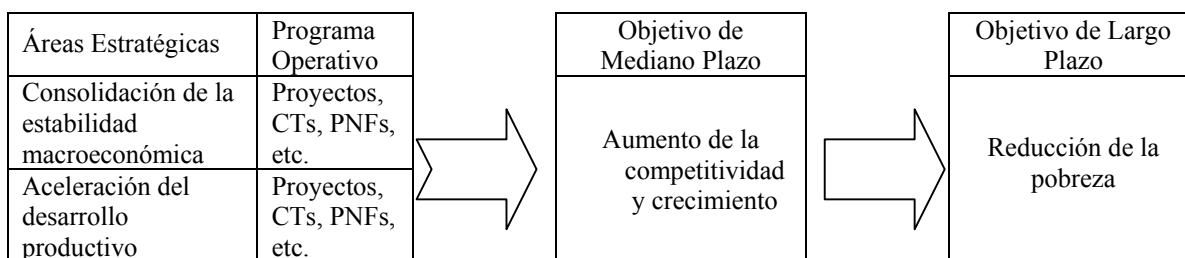 Áreas Estratégicas
Programa
Operativo
Consolidación de la
estabilidad
macroeconómica
Proyectos,
CTs, PNFs,
etc.
Aceleración del
desarrollo
productivo
Proyectos,
CTs, PNFs,
etc.
Objetivo de
Mediano Plazo
Aumento de la
competitividad
y crecimiento
Objetivo de Largo
Plazo
Reducción de la
pobreza